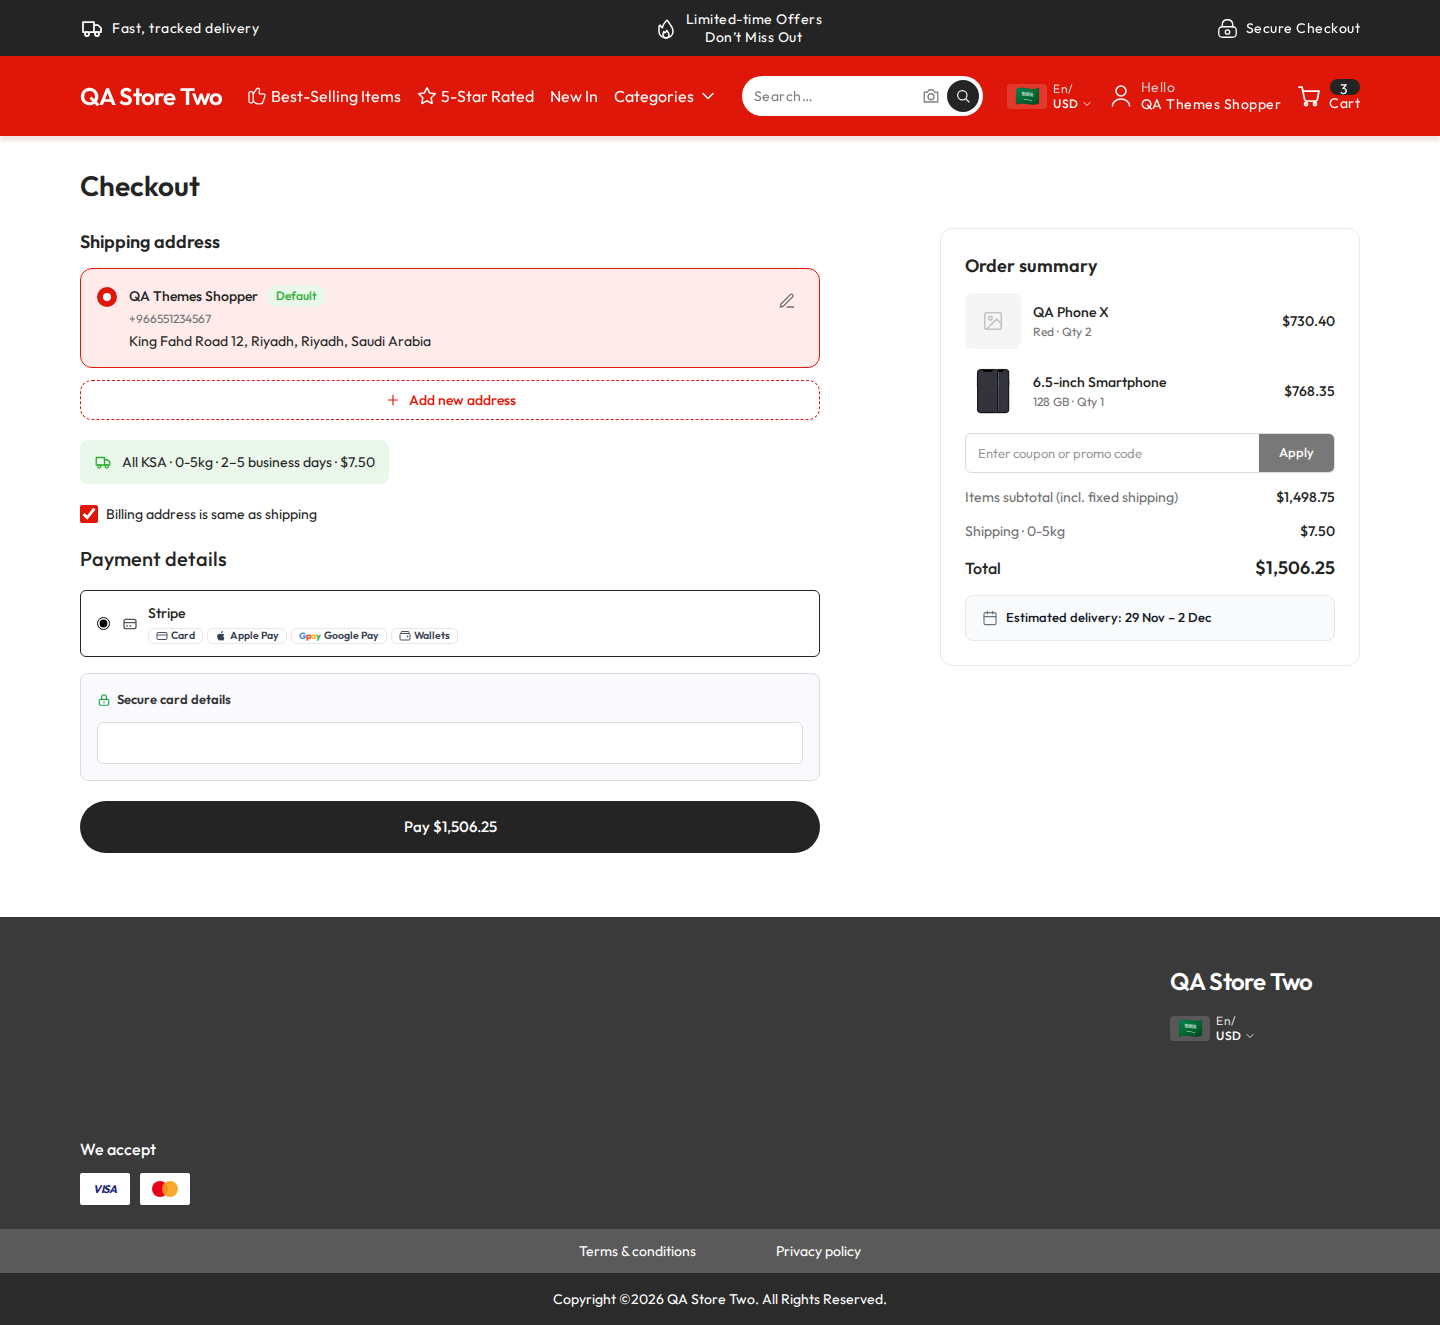 Fast, tracked delivery
Limited-time Offers
Don't Miss Out
Secure Checkout
QA Store Two
Best-Selling Items
5-Star Rated
New In
Categories
Search...
En/
USD
Hello
QA Themes Shopper
3
Cart
Checkout
Shipping address
QA Themes Shopper
Default
+966551234567
King Fahd Road 12, Riyadh, Riyadh, Saudi Arabia
Add new address
All KSA · 0-5kg · 2–5 business days · $7.50
Billing address is same as shipping
Payment details
Stripe
Card
Apple Pay
GPay Google Pay
Wallets
Secure card details
Pay $1,506.25
Order summary
QA Phone X
Red · Qty 2
$730.40
6.5-inch Smartphone
128 GB · Qty 1
$768.35
Enter coupon or promo code
Apply
Items subtotal (incl. fixed shipping)
$1,498.75
Shipping · 0-5kg
$7.50
Total
$1,506.25
Estimated delivery: 29 Nov – 2 Dec
QA Store Two
En/
USD
We accept
VISA
Terms & conditions
Privacy policy
Copyright ©2026 QA Store Two. All Rights Reserved.